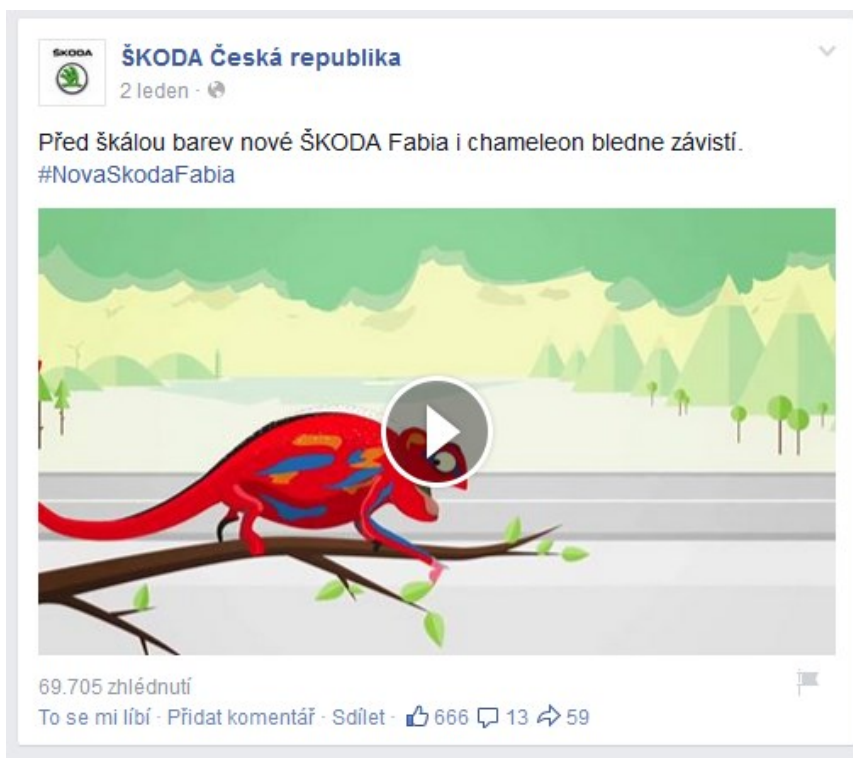 ŠKODA
ŠKODA Česká republika
2 leden ·
Před škálou barev nové ŠKODA Fabia i chameleon bledne závistí.
#NovaSkodaFabia
69.705 zhlédnutí
To se mi líbí · Přidat komentář · Sdílet · 666 13 59